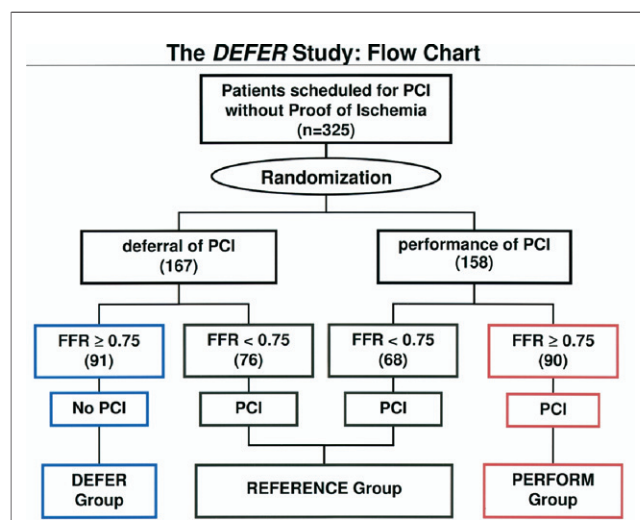 The DEFER Study: Flow Chart
Patients scheduled for PCI
without Proof of Ischemia
(n=325)
Randomization
deferral of PCI
(167)
performance of PCI
(158)
FFR ≥ 0.75
(91)
FFR < 0.75
(76)
FFR < 0.75
(68)
FFR ≥ 0.75
(90)
No PCI
PCI
PCI
PCI
DEFER
Group
REFERENCE Group
PERFORM
Group